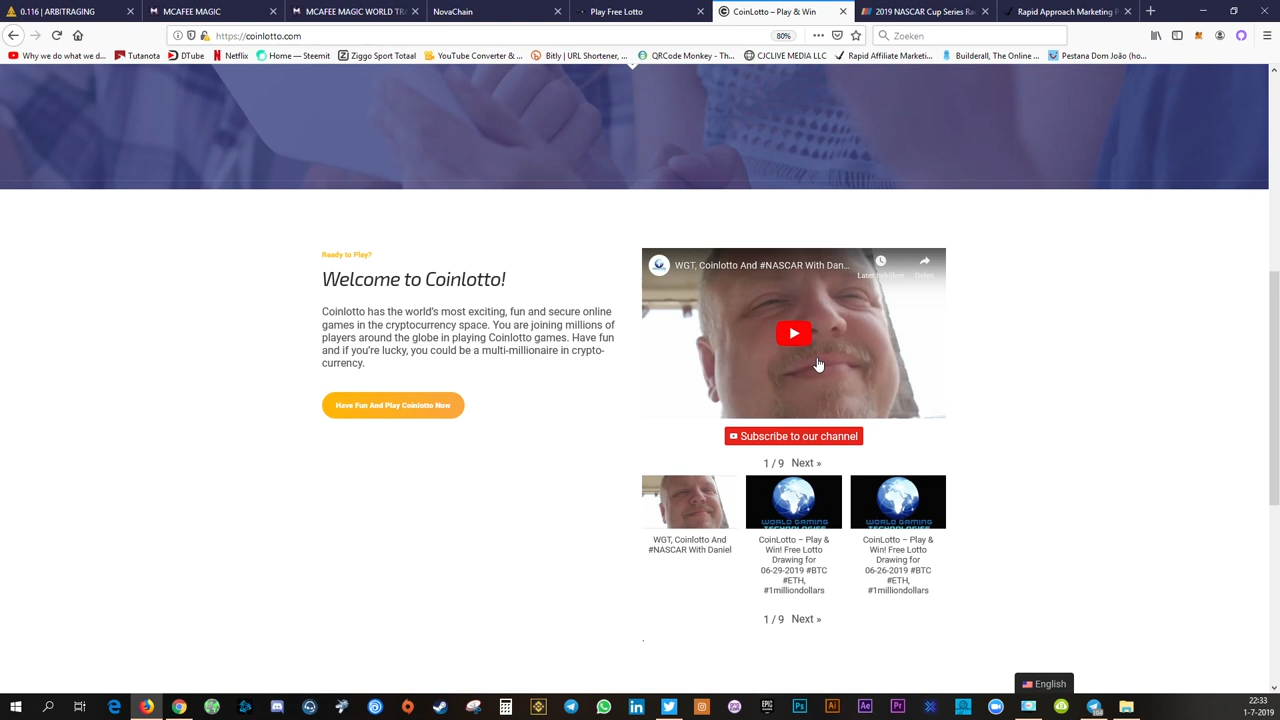 0.116 | ARBITRAGING
MCAFEE MAGIC
MCAFEE MAGIC WORLD TR
NovaChain
Play Free Lotto
CoinLotto – Play & Win
2019 NASCAR Cup Series Ra
Rapid Approach Marketing P
https://coinlotto.com
80%
Zoeken
Why we do what we d...
Tutanota
DTube
Netflix
Home — Steemit
Ziggo Sport Totaal
YouTube Converter & ...
Bitly | URL Shortener, ...
QRCode Monkey - Th...
CJCLIVE MEDIA LLC
Rapid Affiliate Marketi...
Builderall, The Online ...
Pestana Dom João (ho...
Ready to Play?
Welcome to Coinlotto!
Coinlotto has the world's most exciting, fun and secure online
games in the cryptocurrency space. You are joining millions of
players around the globe in playing Coinlotto games. Have fun
and if you're lucky, you could be a multi-millionaire in crypto-
currency.
Have Fun And Play Coinlotto Now
WGT, Coinlotto And #NASCAR With Dan...
Later bekijken
Delen
Subscribe to our channel
1 / 9 Next »
WORLD GAMING
TECHNOLOGIES
WORLD GAMING
TECHNOLOGIES
WGT, Coinlotto And
#NASCAR With Daniel
CoinLotto – Play &
Win! Free Lotto
Drawing for
06-29-2019 #BTC
#ETH,
#1milliondollars
CoinLotto – Play &
Win! Free Lotto
Drawing for
06-26-2019 #BTC
#ETH,
#1milliondollars
1 / 9 Next »
.
English
22:33
1-7-2019